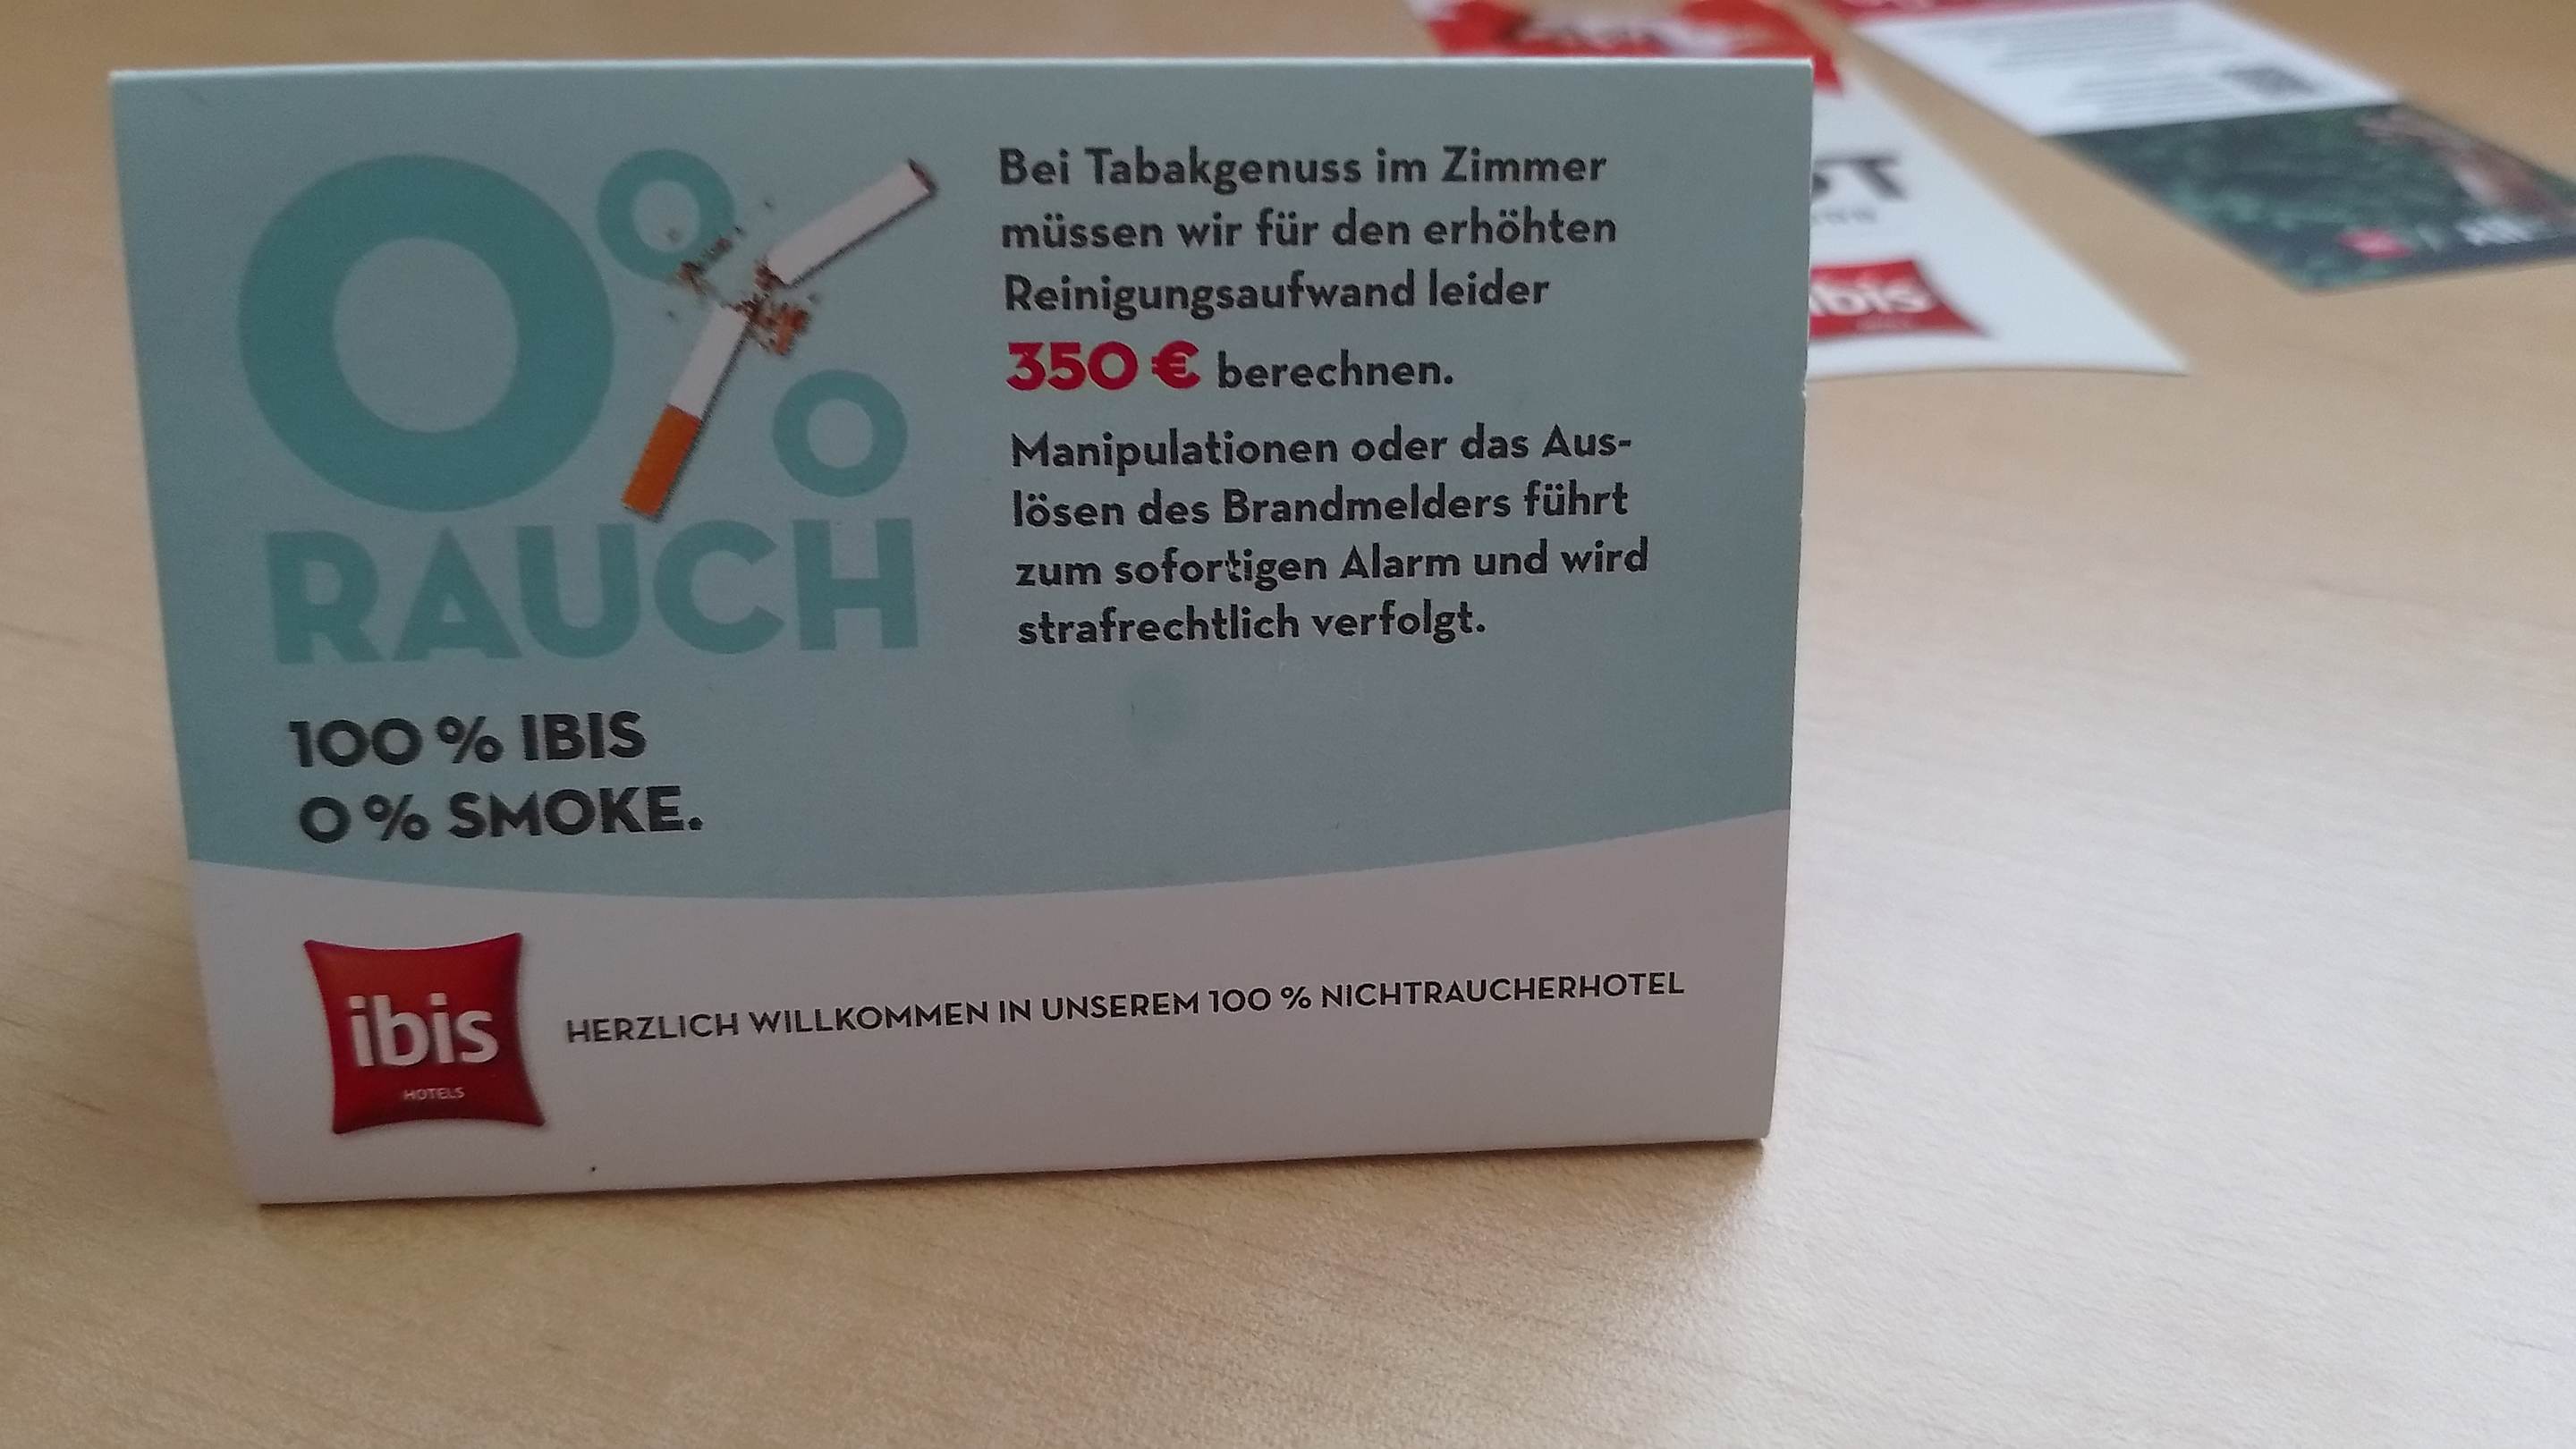 0%
RAUCH
100 % IBIS
0 % SMOKE.
Bei Tabakgenuss im Zimmer
müssen wir für den erhöhten
Reinigungsaufwand leider
350 € berechnen.
Manipulationen oder das Aus-
lösen des Brandmelders führt
zum sofortigen Alarm und wird
strafrechtlich verfolgt.
ibis
HOTELS
HERZLICH WILLKOMMEN IN UNSEREM 100 % NICHTRAUCHERHOTEL
ibis